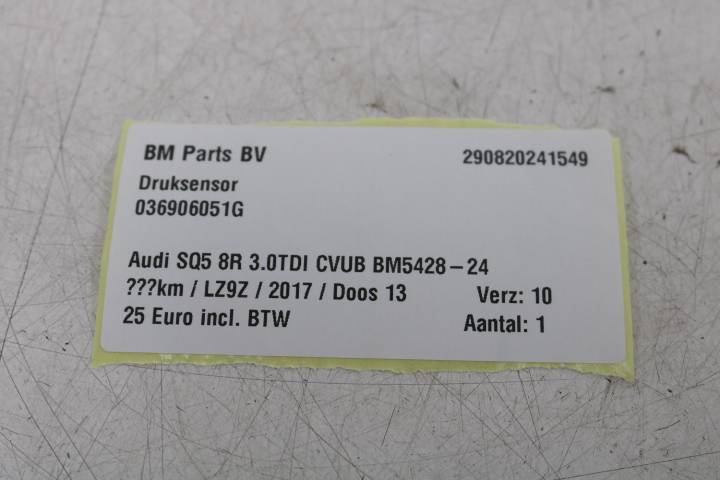 BM Parts BV 290820241549
Druksensor
036906051G
Audi SQ5 8R 3.0TDI CVUB BM5428-24
???km / LZ9Z / 2017 / Doos 13 Verz: 10
25 Euro incl. BTW Aantal: 1